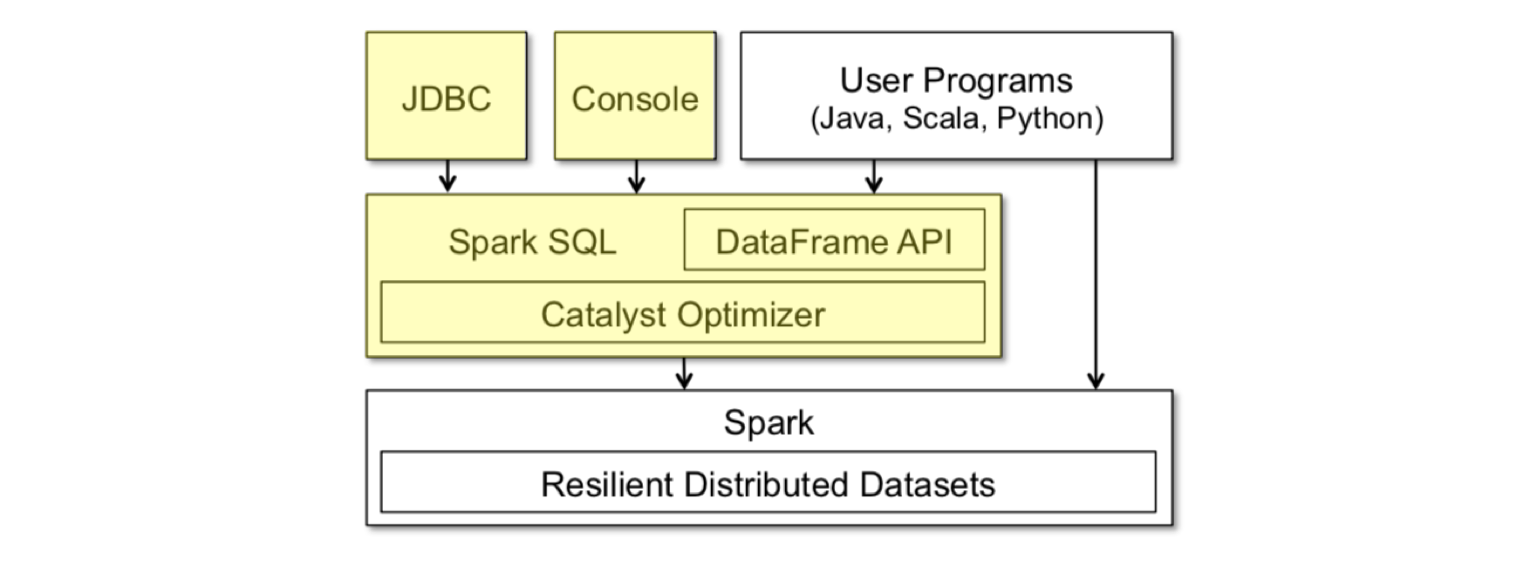 JDBC
Console
User Programs
(Java, Scala, Python)
Spark SQL
DataFrame API
Catalyst Optimizer
Spark
Resilient Distributed Datasets